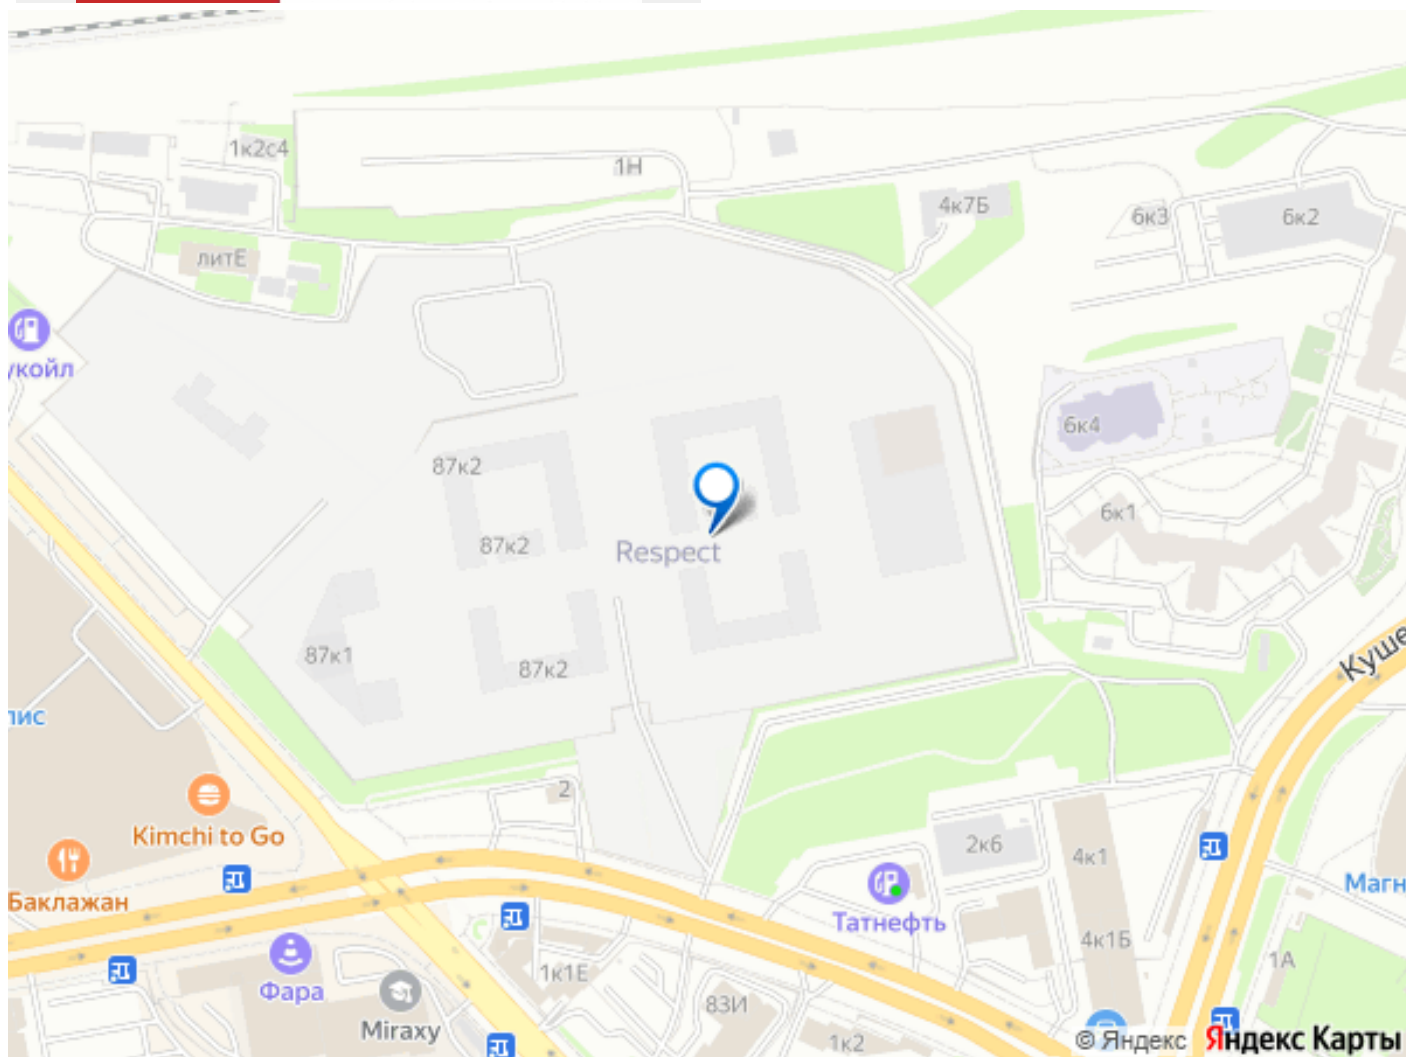 1к2с4
1Н
4к7Б
6к3
6к2
литЕ
укойл
6к4
87к2
6к1
87к2
Respect
87к1
87к2
Куше
лис
2
Kimchi to Go
2к6
4к1
Баклажан
Магн
Татнефть
4к1Б
1А
1к1Е
Фара
83И
Miraxy
1к2
© Яндекс Яндекс Карты